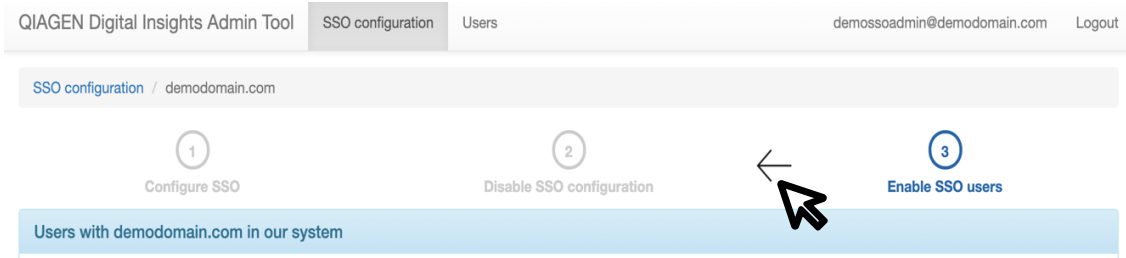 QIAGEN Digital Insights Admin Tool SSO configuration Users demossoadmin@demodomain.com Logout
SSO configuration / demodomain.com
1 2 3
Configure SSO Disable SSO configuration Enable SSO users
Users with demodomain.com in our system